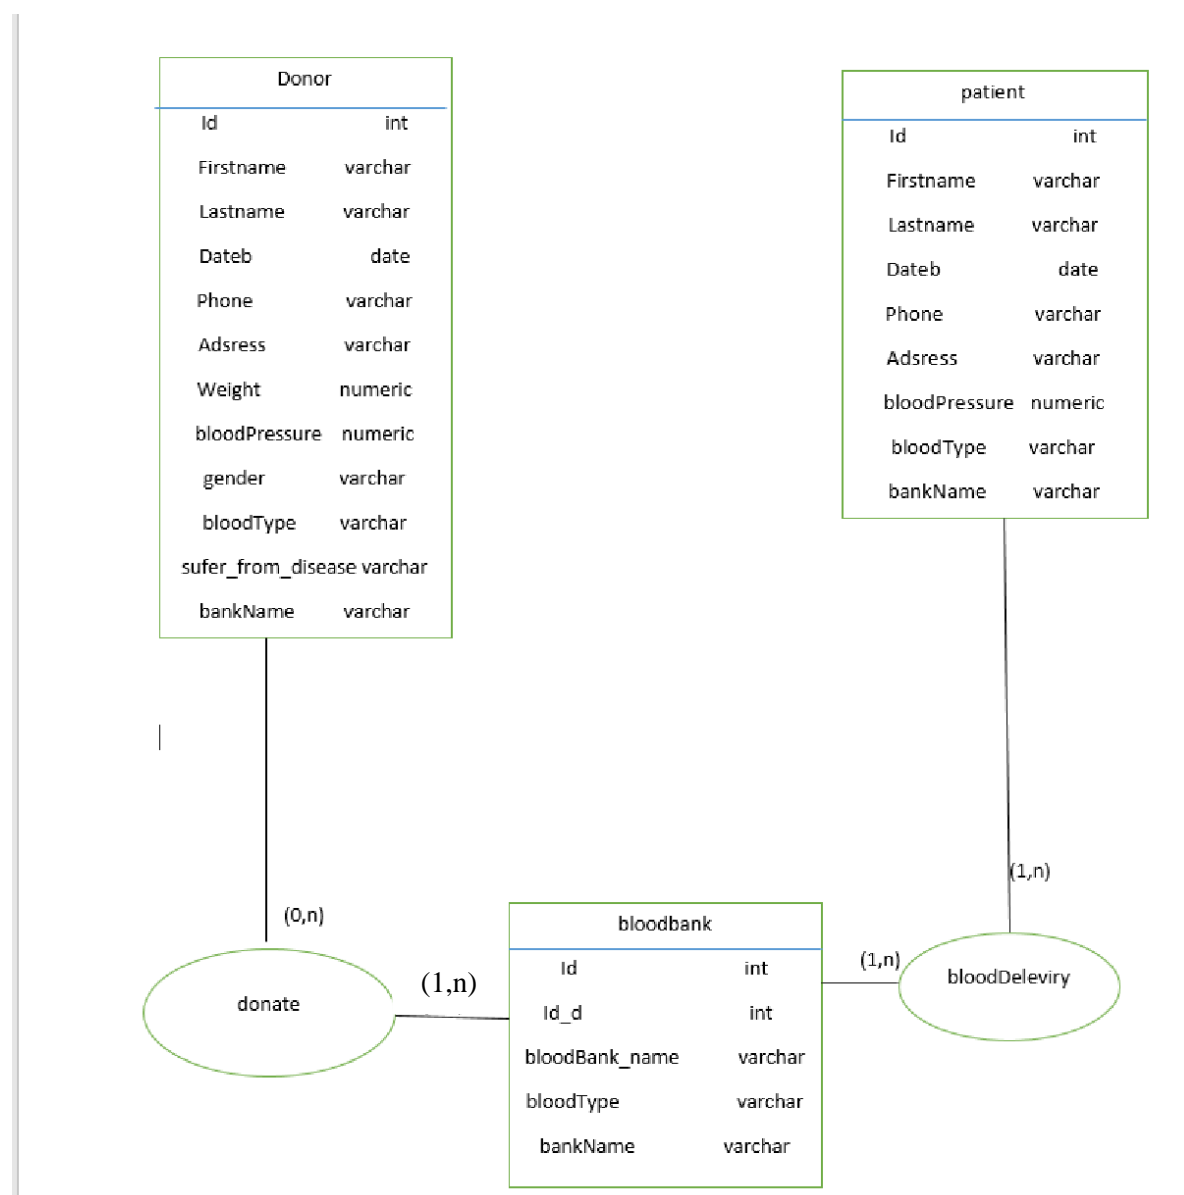 Donor
Id int
Firstname varchar
Lastname varchar
Dateb date
Phone varchar
Adsress varchar
Weight numeric
bloodPressure numeric
gender varchar
bloodType varchar
sufer_from_disease varchar
bankName varchar
patient
Id int
Firstname varchar
Lastname varchar
Dateb date
Phone varchar
Adsress varchar
bloodPressure numeric
bloodType varchar
bankName varchar
(0,n)
donate
(1,n)
bloodbank
Id int
Id_d int
bloodBank_name varchar
bloodType varchar
bankName varchar
(1,n)
(1,n)
bloodDeleviry